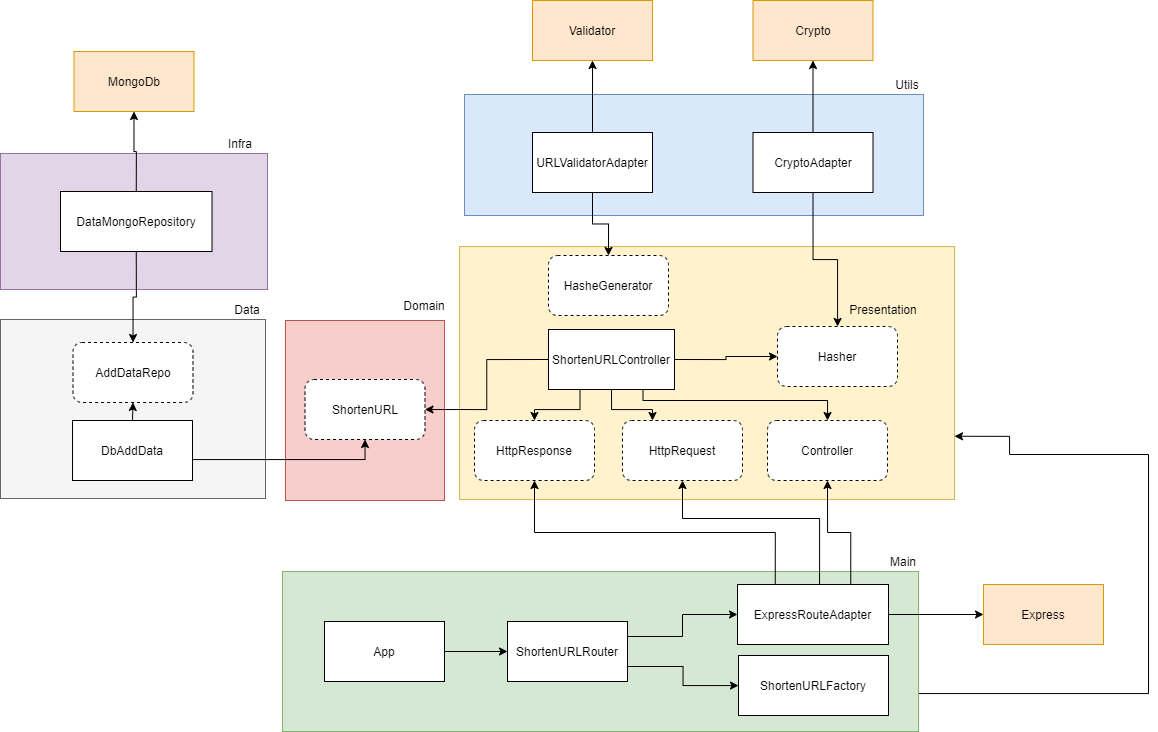 Validator
Crypto
MongoDb
Utils
Infra
URLValidatorAdapter
CryptoAdapter
DataMongoRepository
HasheGenerator
Data
Domain
Presentation
ShortenURLController
Hasher
AddDataRepo
ShortenURL
DbAddData
HttpResponse
HttpRequest
Controller
Main
ExpressRouteAdapter
Express
App
ShortenURLRouter
ShortenURLFactory